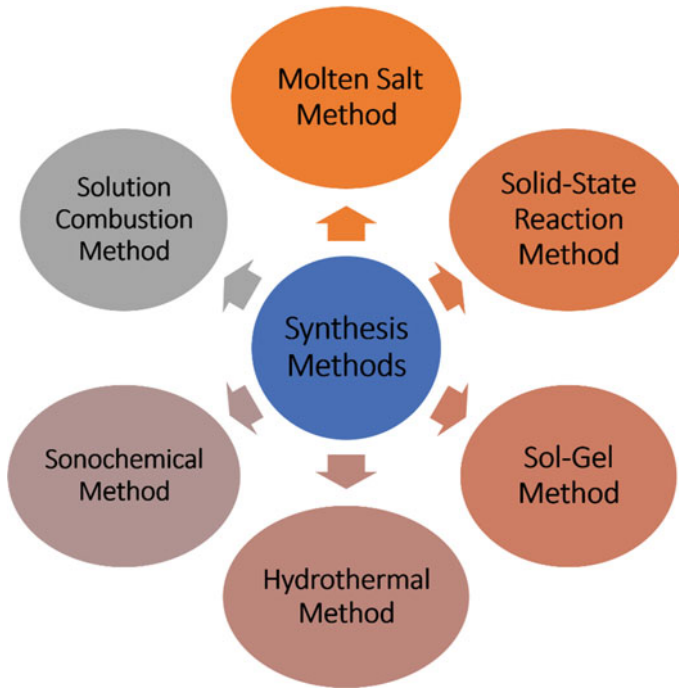 Molten Salt
Method
Solution
Combustion
Method
Solid-State
Reaction
Method
Synthesis
Methods
Sonochemical
Method
Sol-Gel
Method
Hydrothermal
Method